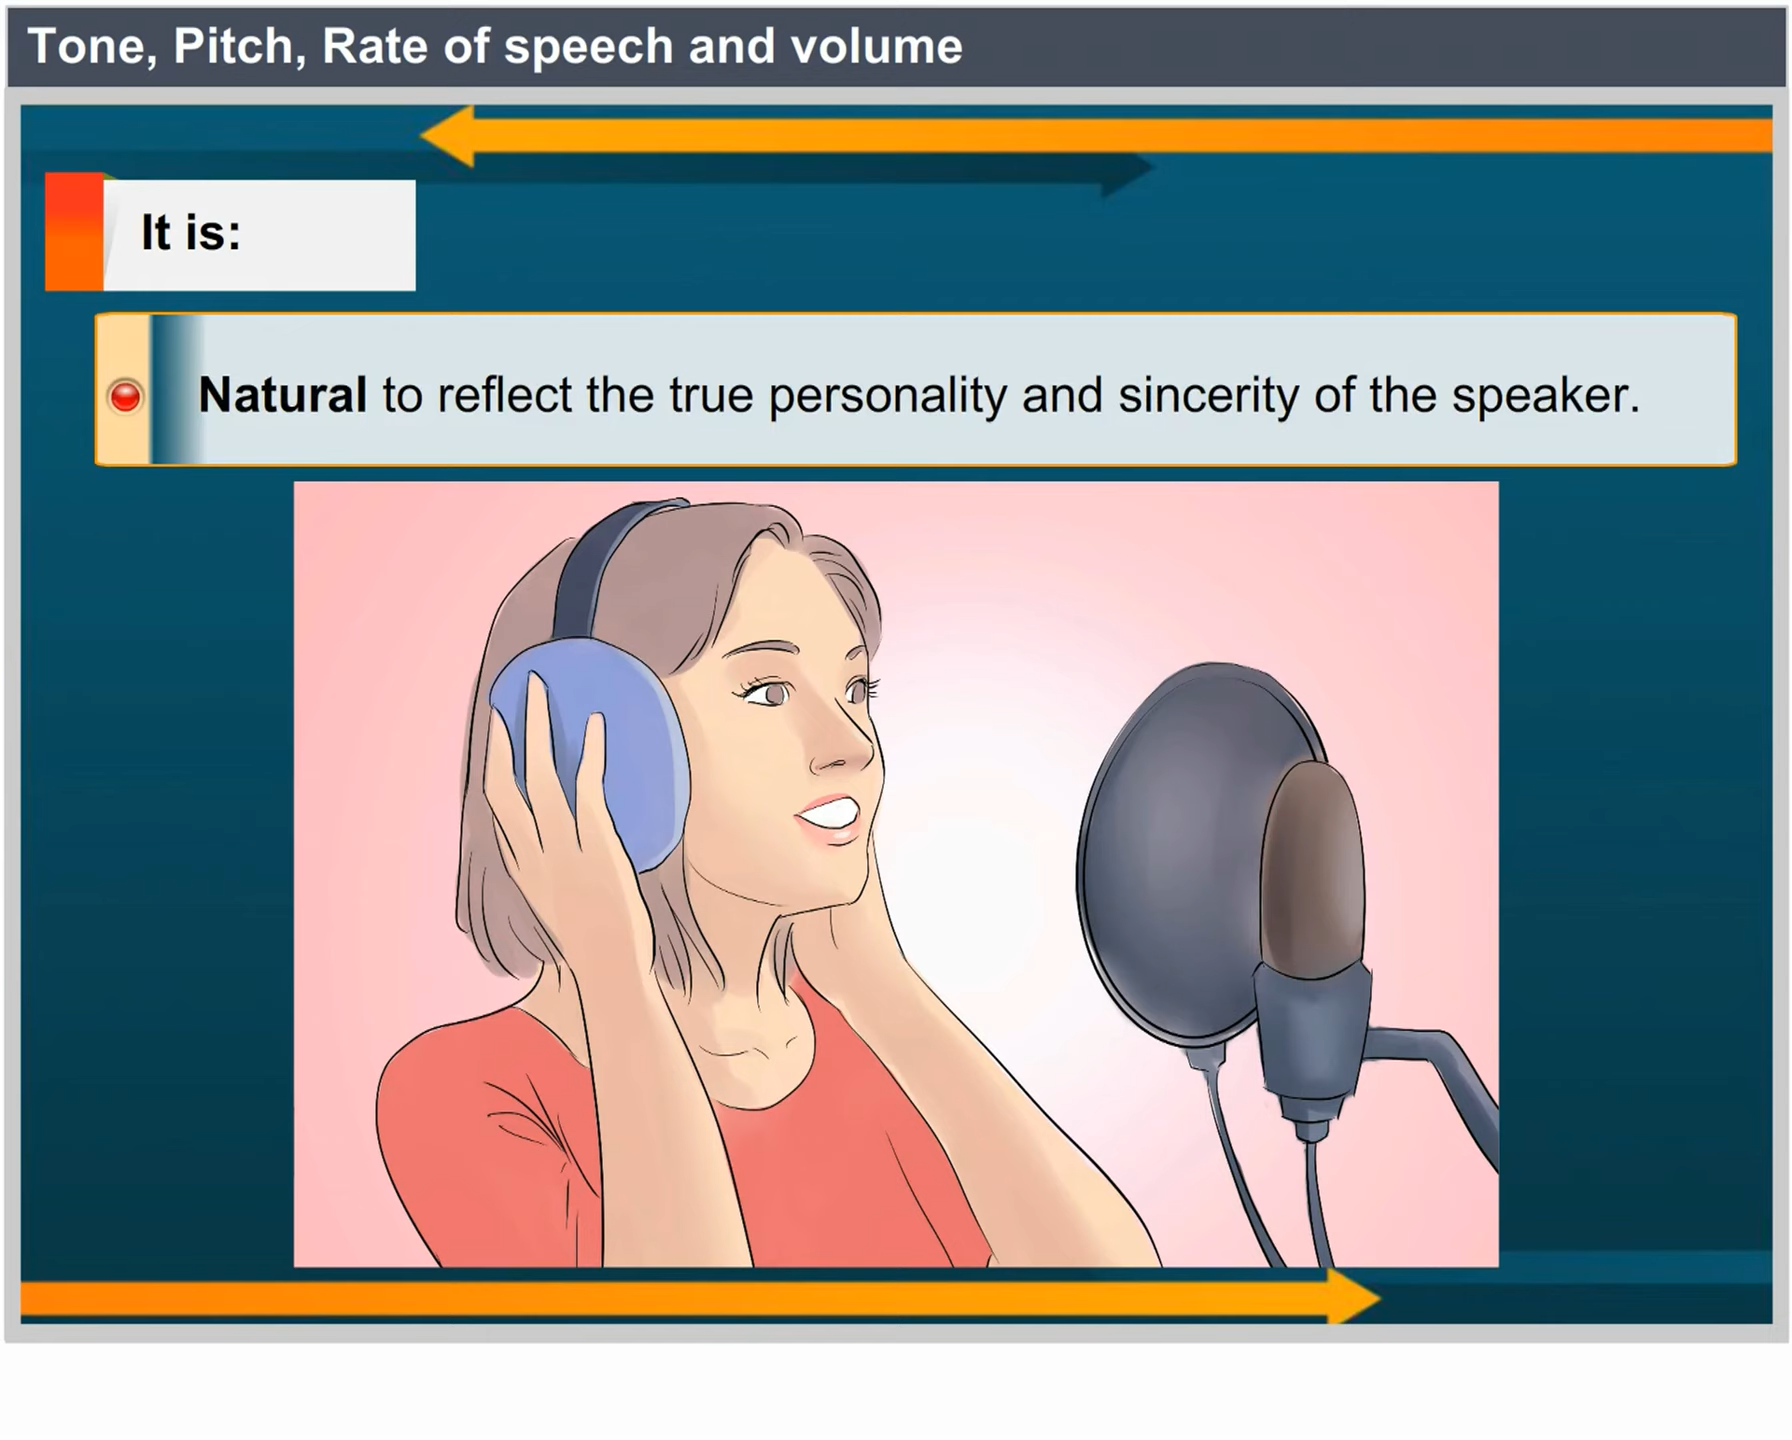 Tone, Pitch, Rate of speech and volume
It is:
Natural to reflect the true personality and sincerity of the speaker.